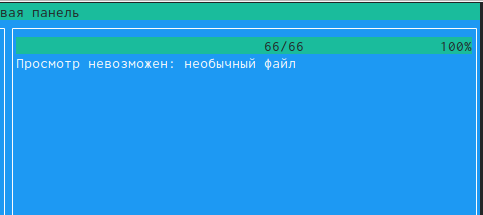 вая панель
66/66 100%
Просмотр невозможен: необычный файл